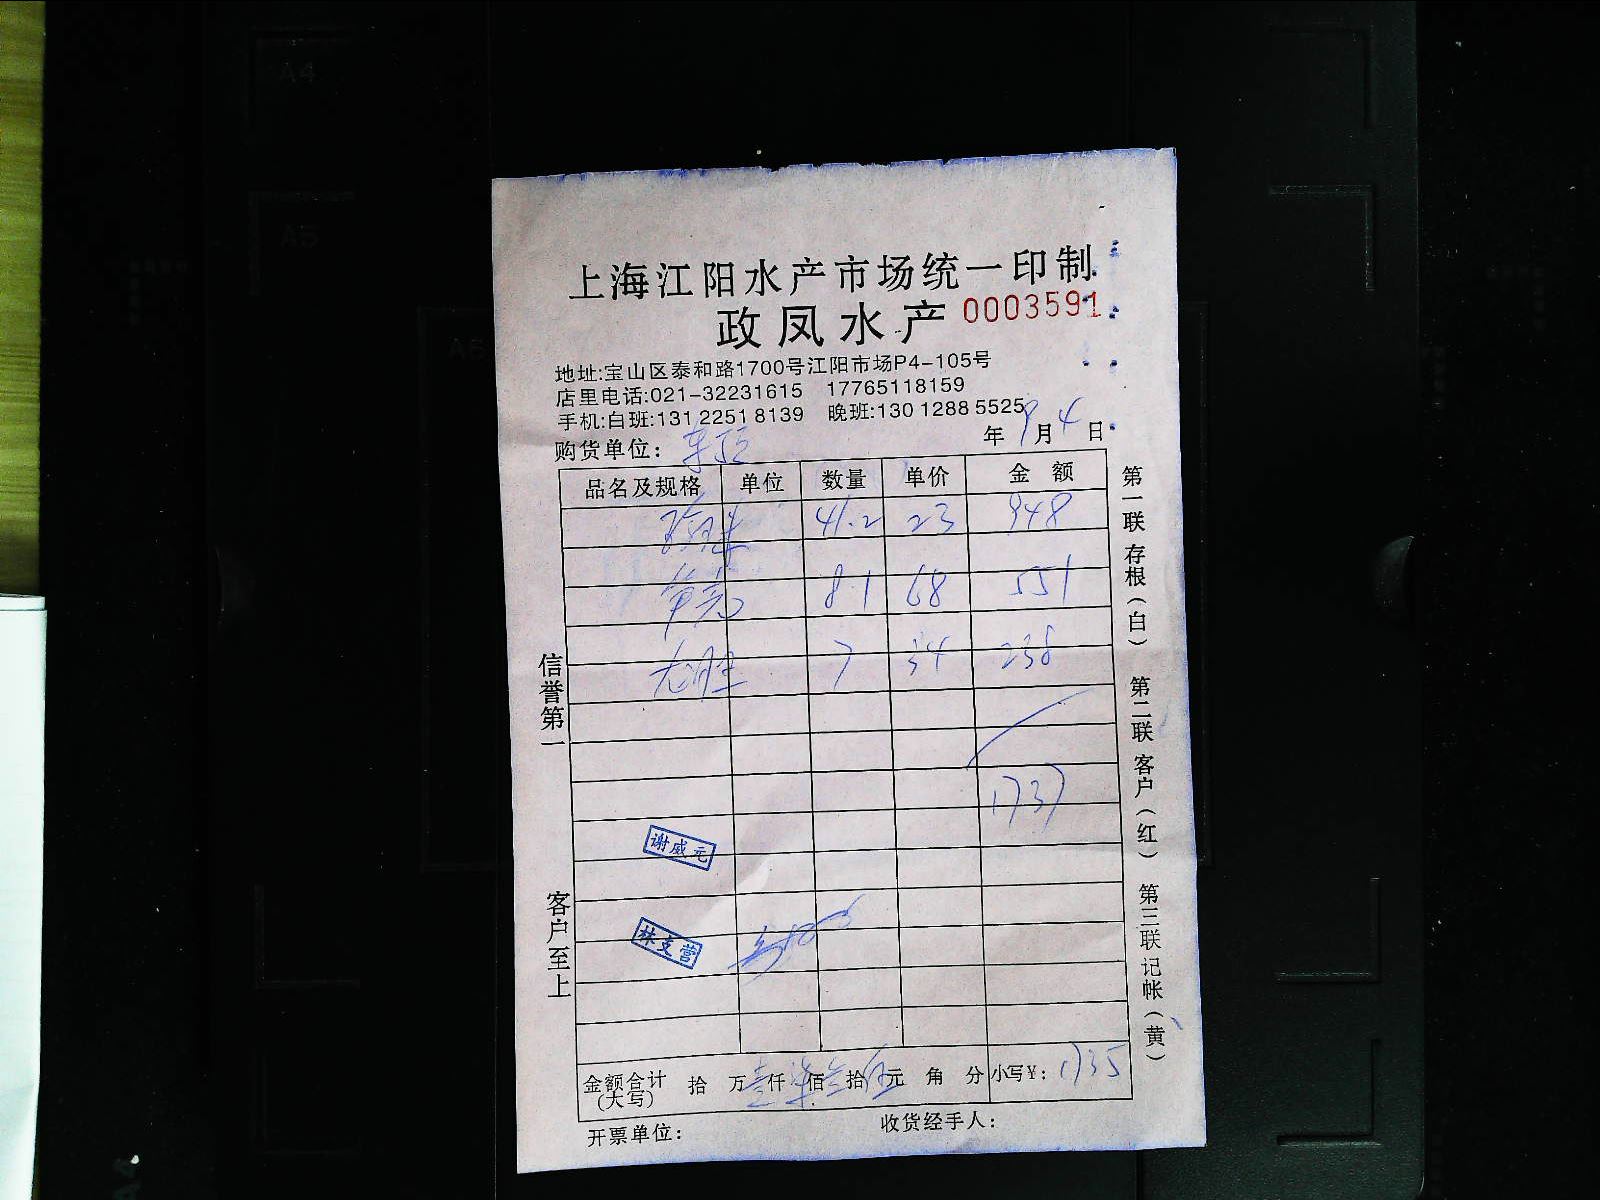 上海江阳水产市场统一印制
政凤水产 0003591
地址:宝山区泰和路1700号江阳市场P4-105号
店里电话:021-32231615 17765118159
手机:白班:131 2251 8139 晚班:130 1288 5525
购货单位: 年 9 月 4 日
品名及规格 单位 数量 单价 金 额
41.2 23 948
8.1 68 551
7 34 238
1737
谢威元
林支营
金额合计(大写) 拾 万 壹 仟 柒 佰 叁 拾 伍 元 角 分 小写¥: 1735
开票单位: 收货经手人:
信誉第一 客户至上
第一联 存根(白) 第二联 客户(红) 第三联 记帐(黄)
A4
A5